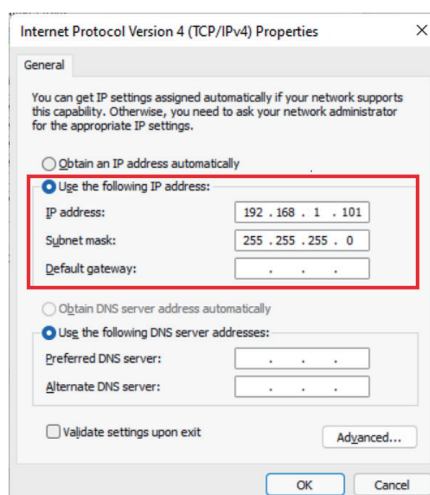 Internet Protocol Version 4 (TCP/IPv4) Properties
General
You can get IP settings assigned automatically if your network supports
this capability. Otherwise, you need to ask your network administrator
for the appropriate IP settings.
Obtain an IP address automatically
Use the following IP address:
IP address: 192 . 168 . 1 . 101
Subnet mask: 255 . 255 . 255 . 0
Default gateway: . . .
Obtain DNS server address automatically
Use the following DNS server addresses:
Preferred DNS server: . . .
Alternate DNS server: . . .
Validate settings upon exit
Advanced...
OK Cancel